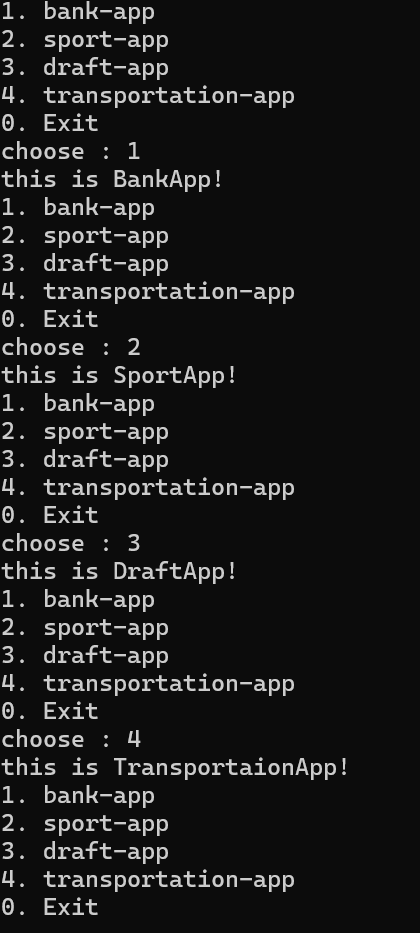 1. bank-app
2. sport-app
3. draft-app
4. transportation-app
0. Exit
choose : 1
this is BankApp!
1. bank-app
2. sport-app
3. draft-app
4. transportation-app
0. Exit
choose : 2
this is SportApp!
1. bank-app
2. sport-app
3. draft-app
4. transportation-app
0. Exit
choose : 3
this is DraftApp!
1. bank-app
2. sport-app
3. draft-app
4. transportation-app
0. Exit
choose : 4
this is TransportaionApp!
1. bank-app
2. sport-app
3. draft-app
4. transportation-app
0. Exit